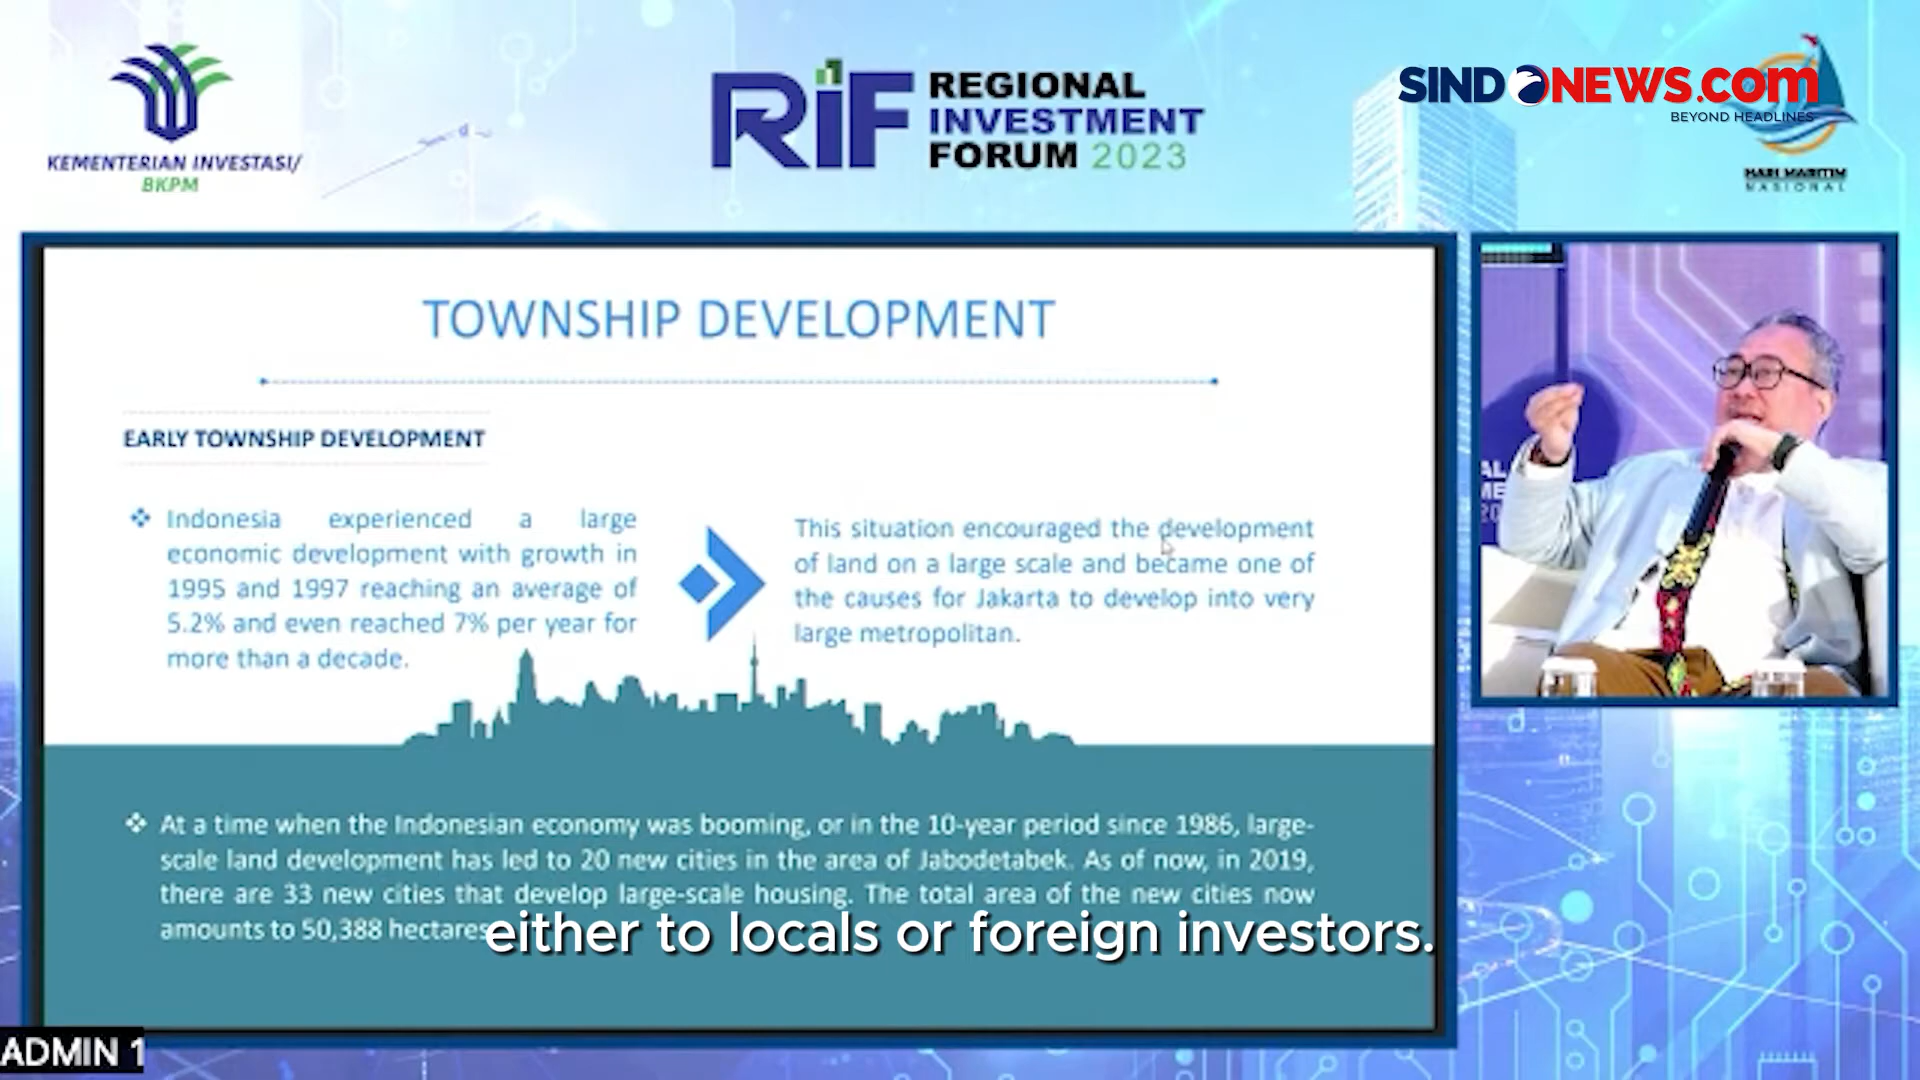 KEMENTERIAN INVESTASI/
BKPM
RIF
REGIONAL
INVESTMENT
FORUM 2023
SINDONEWS.com
BEYOND HEADLINES
HARI MARITIM
NASIONAL
TOWNSHIP DEVELOPMENT
EARLY TOWNSHIP DEVELOPMENT
Indonesia experienced a large
economic development with growth in
1995 and 1997 reaching an average of
5.2% and even reached 7% per year for
more than a decade.
This situation encouraged the development
of land on a large scale and became one of
the causes for Jakarta to develop into very
large metropolitan.
At a time when the Indonesian economy was booming, or in the 10-year period since 1986, large-
scale land development has led to 20 new cities in the area of Jabodetabek. As of now, in 2019,
there are 33 new cities that develop large-scale housing. The total area of the new cities now
amounts to 50,388 hectares
either to locals or foreign investors.
ADMIN 1